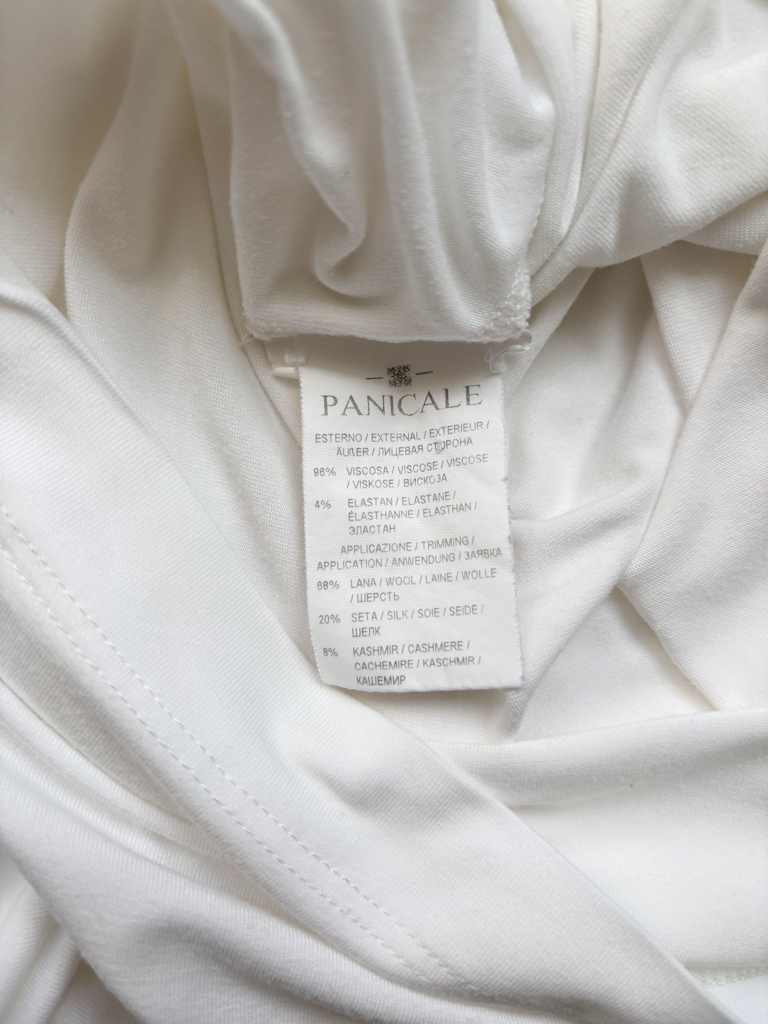 PANICALE
ESTERNO / EXTERNAL / EXTERIEUR /
ÄUßER / ЛИЦЕВАЯ СТОРОНА
96% VISCOSA / VISCOSE / VISCOSE
/ VISKOSE / ВИСКОЗА
4% ELASTAN / ELASTANE /
ÉLASTHANNE / ELASTHAN /
ЭЛАСТАН
APPLICAZIONE / TRIMMING /
APPLICATION / ANWENDUNG / ЗАЯВКА
68% LANA / WOOL / LAINE / WOLLE
/ ШЕРСТЬ
20% SETA / SILK / SOIE / SEIDE /
ШЕЛК
8% KASHMIR / CASHMERE /
CACHEMIRE / KASCHMIR /
КАШЕМИР